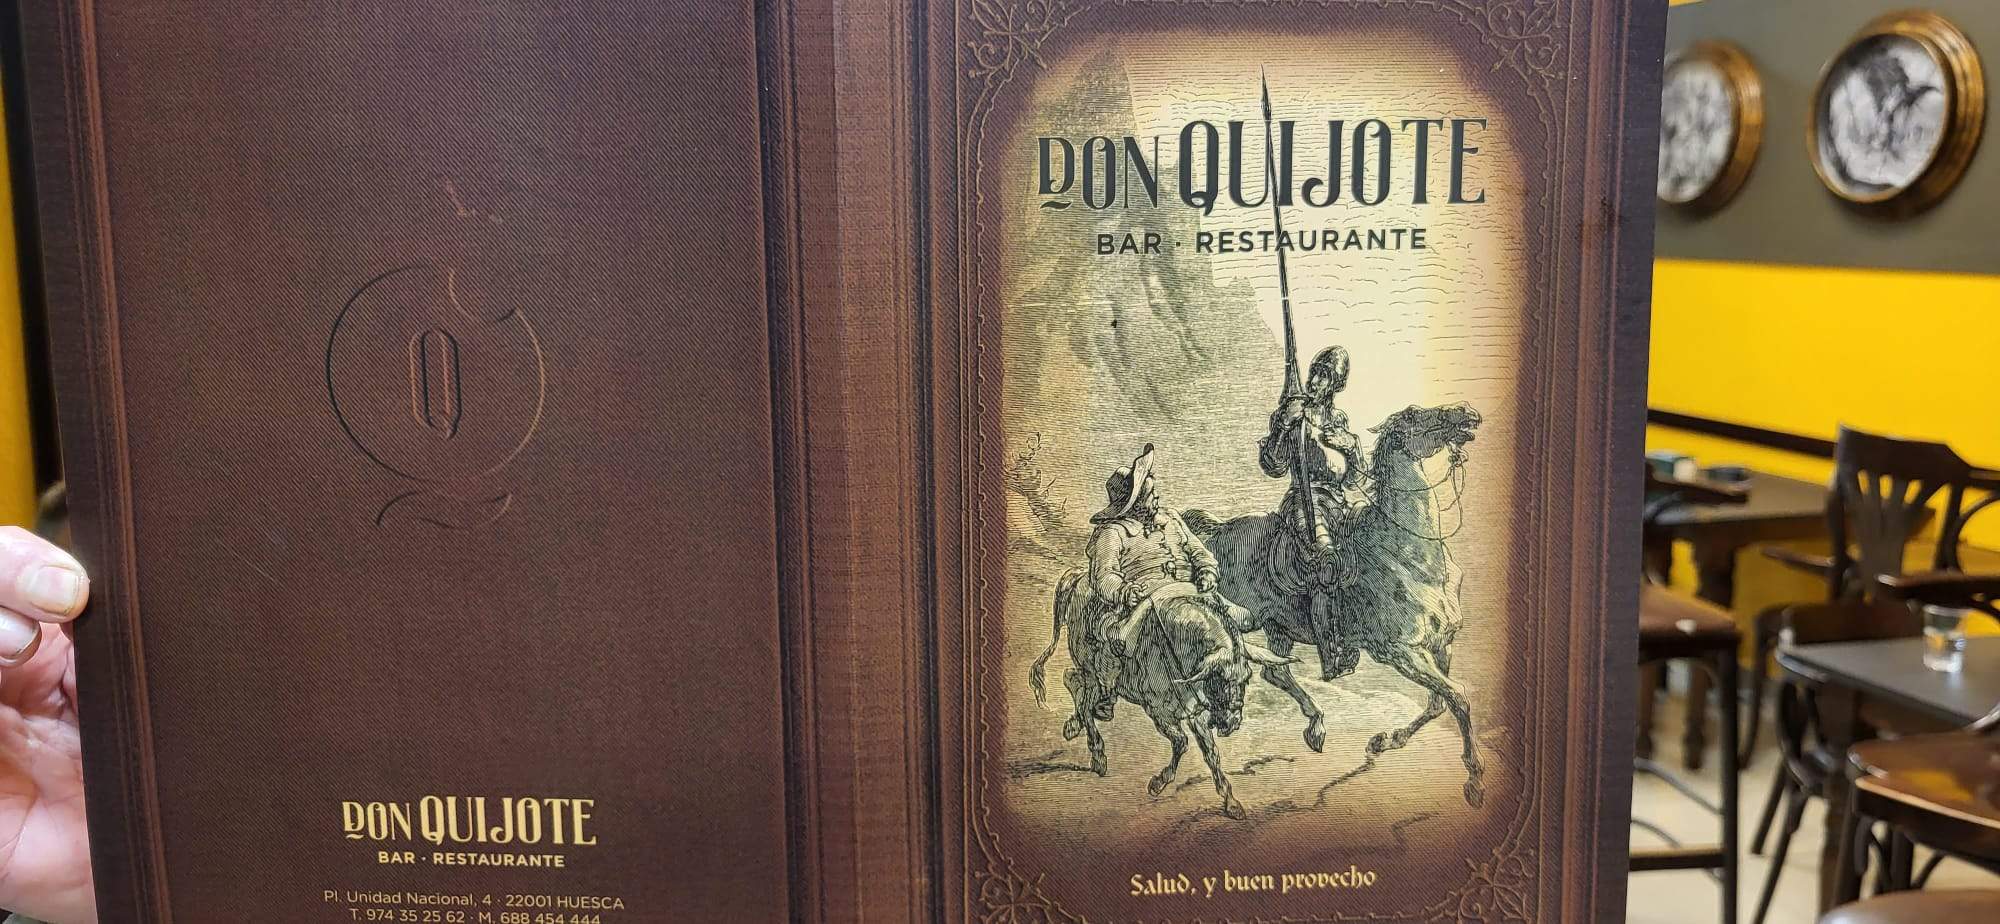 DON QUIJOTE
BAR · RESTAURANTE
Pl. Unidad Nacional, 4 · 22001 HUESCA
T. 974 35 25 62 · M. 688 454 444
DON QUIJOTE
BAR · RESTAURANTE
Salud, y buen provecho
Q